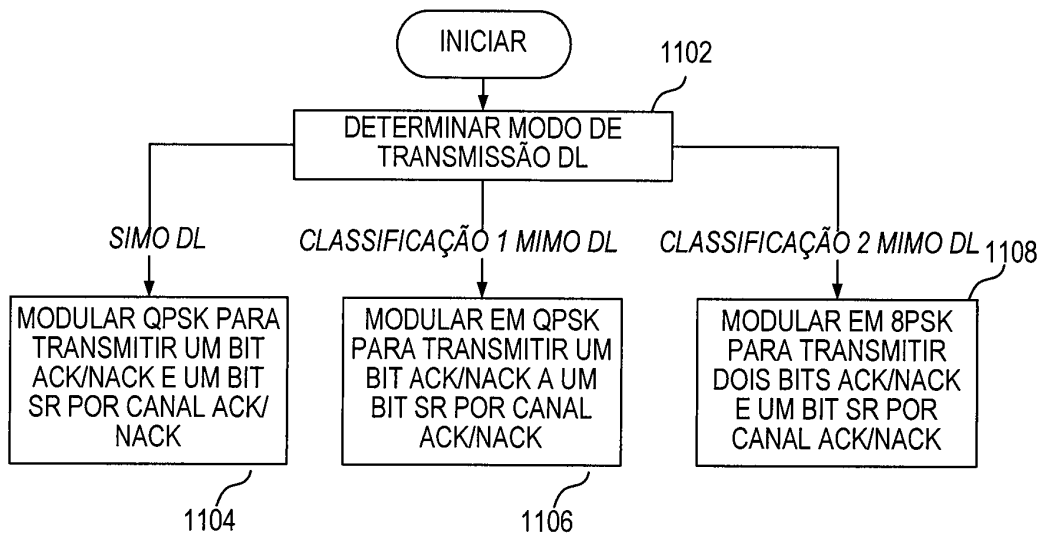 INICIAR
1102
DETERMINAR MODO DE
TRANSMISSÃO DL
SIMO DL
CLASSIFICAÇÃO 1 MIMO DL
CLASSIFICAÇÃO 2 MIMO DL
1108
MODULAR QPSK PARA
TRANSMITIR UM BIT
ACK/NACK E UM BIT
SR POR CANAL ACK/
NACK
MODULAR EM QPSK
PARA TRANSMITIR UM
BIT ACK/NACK A UM
BIT SR POR CANAL
ACK/NACK
MODULAR EM 8PSK
PARA TRANSMITIR
DOIS BITS ACK/NACK
E UM BIT SR POR
CANAL ACK/NACK
1104
1106